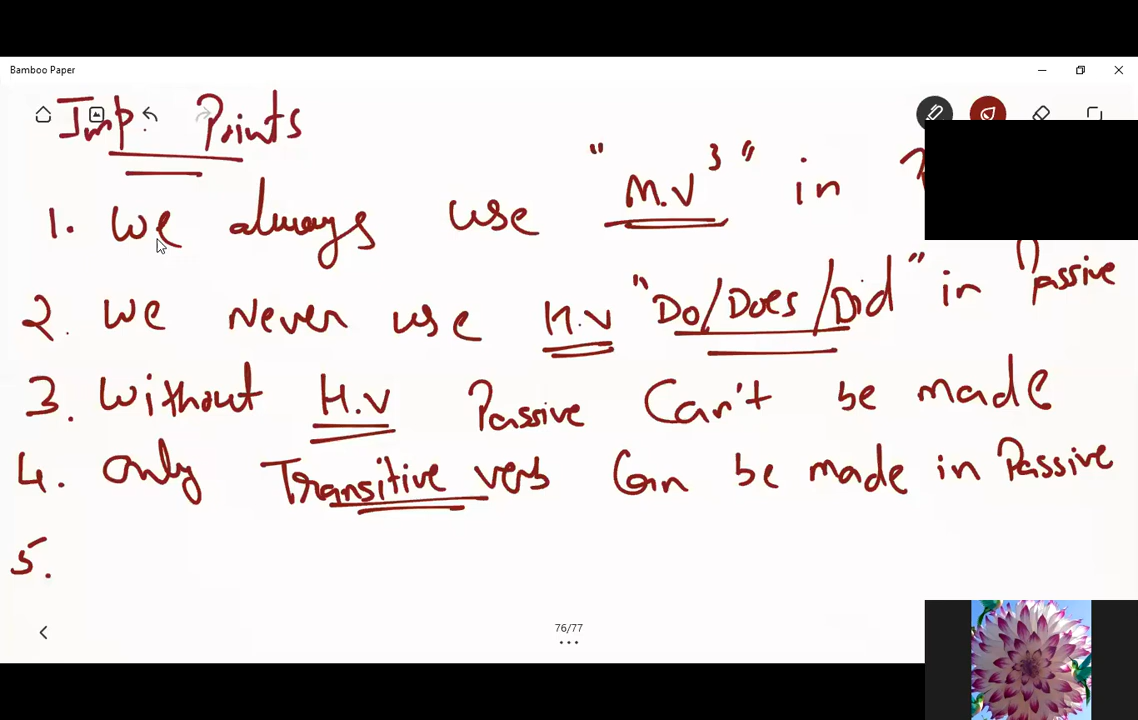 Bamboo Paper
Imp. Points
1. We always use "M.V³" in
2. We Never use H.V "Do/Does/Did" in Passive
3. Without H.V Passive Can't be made
4. Only Transitive verb Can be made in Passive
5.
76/77